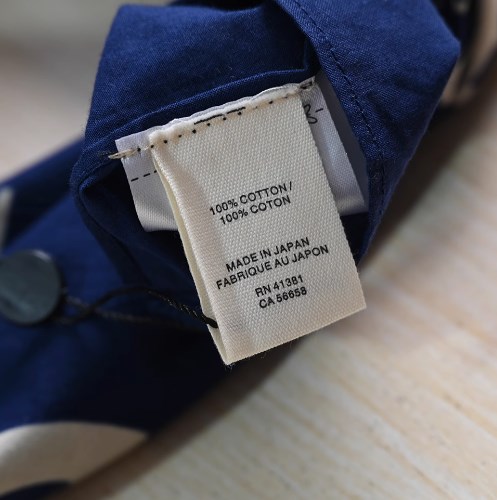 100% COTTON/
100% COTON
MADE IN JAPAN
FABRIQUE AU JAPON
RN 41381
CA 56658